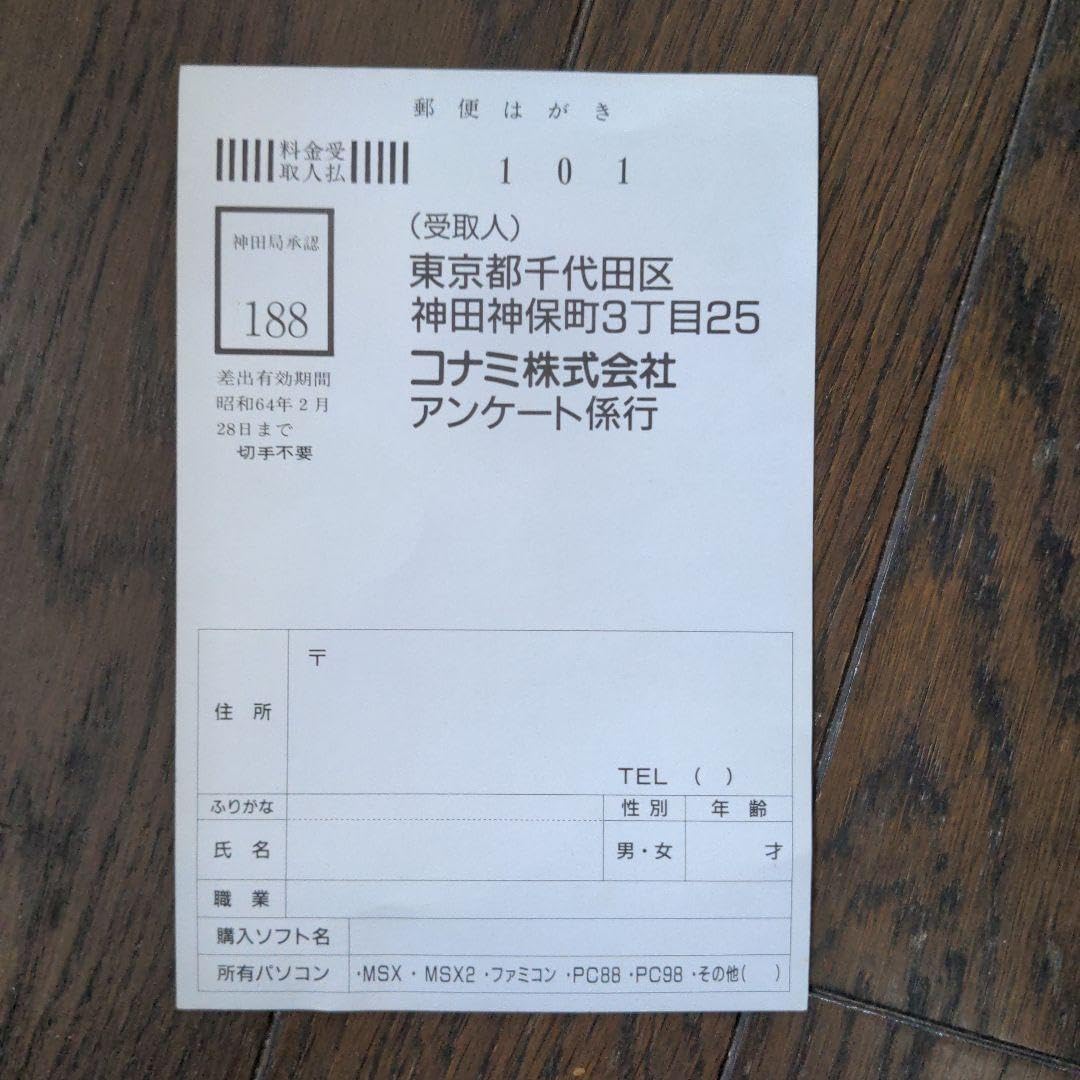 郵便はがき
料金受
取人払
101
神田局承認
188
差出有効期間
昭和64年2月
28日まで
切手不要
(受取人)
東京都千代田区
神田神保町3丁目25
コナミ株式会社
アンケート係行
住所
〒
TEL ( )
ふりがな
性別
年齢
氏名
男・女
才
職業
購入ソフト名
所有パソコン
・MSX・MSX2・ファミコン・PC88・PC98・その他( )